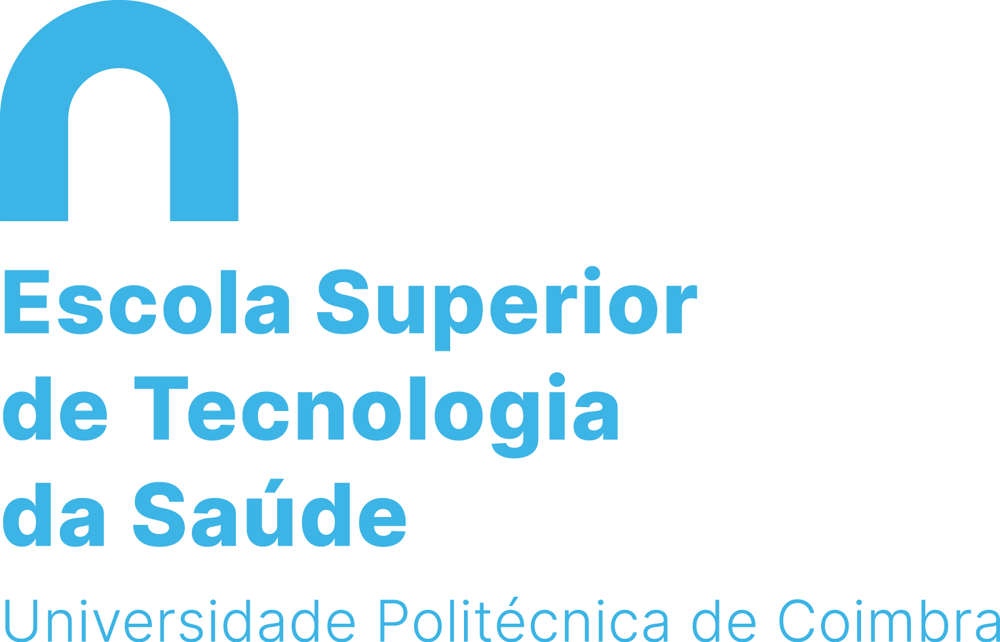 Escola Superior
de Tecnologia
da Saúde
Universidade Politécnica de Coimbra